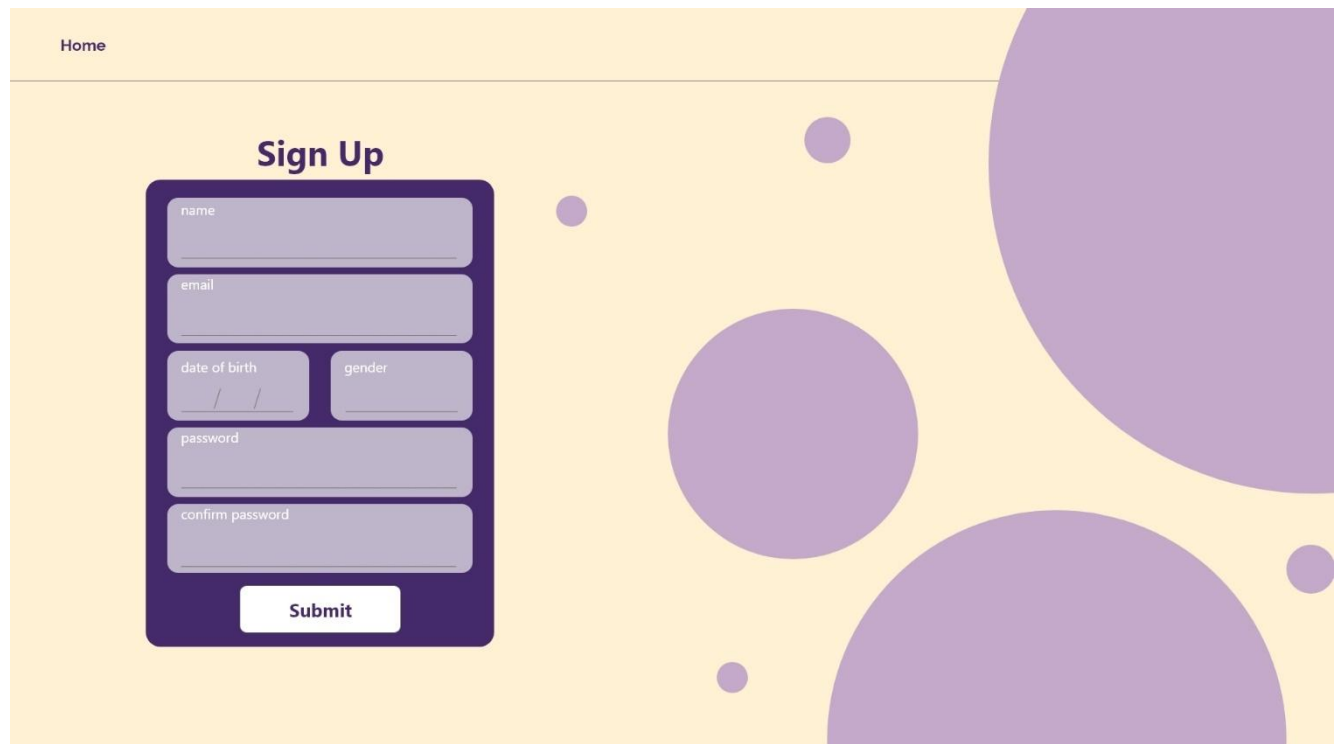 Home
Sign Up
name
email
date of birth gender
/ /
password
confirm password
Submit